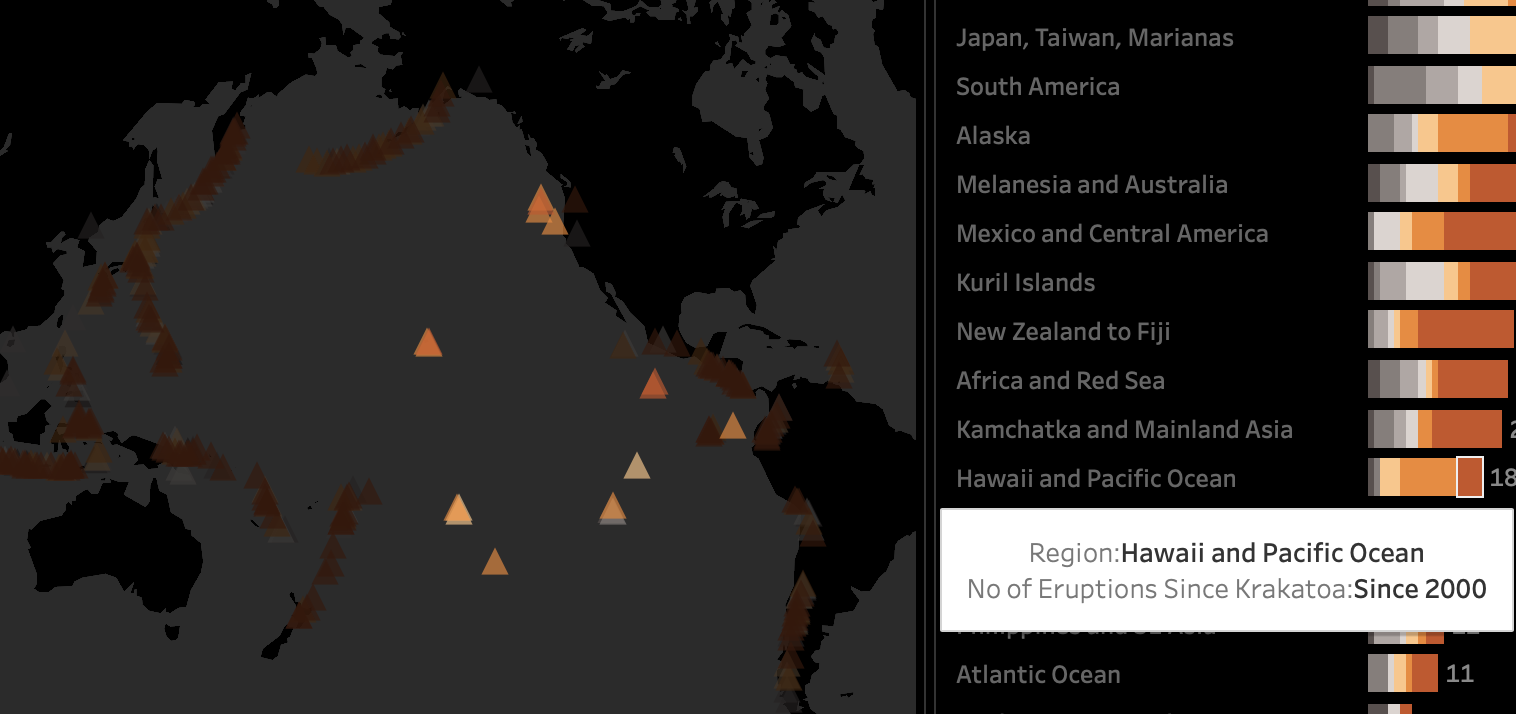 Japan, Taiwan, Marianas
South America
Alaska
Melanesia and Australia
Mexico and Central America
Kuril Islands
New Zealand to Fiji
Africa and Red Sea
Kamchatka and Mainland Asia 2
Hawaii and Pacific Ocean 18
Region:Hawaii and Pacific Ocean
No of Eruptions Since Krakatoa:Since 2000
Atlantic Ocean 11